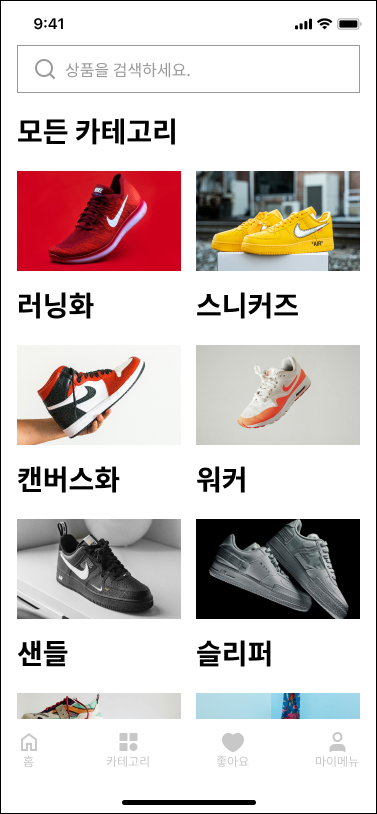 9:41
상품을 검색하세요.
모든 카테고리
"AIR"
러닝화
스니커즈
캔버스화
워커
샌들
슬리퍼
홈
카테고리
좋아요
마이메뉴